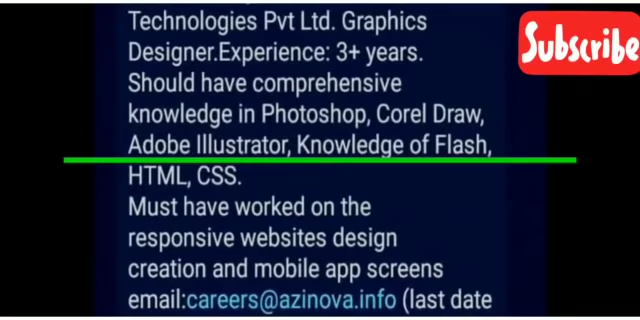 Technologies Pvt Ltd. Graphics
Designer.Experience: 3+ years.
Should have comprehensive
knowledge in Photoshop, Corel Draw,
Adobe Illustrator, Knowledge of Flash,
HTML, CSS.
Must have worked on the
responsive websites design
creation and mobile app screens
email:careers@azinova.info (last date
Subscribe